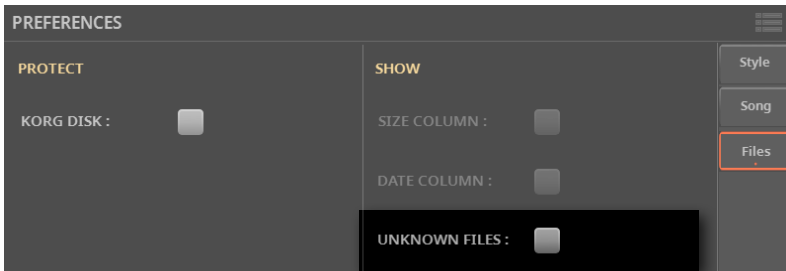 PREFERENCES
PROTECT
KORG DISK :
SHOW
SIZE COLUMN :
DATE COLUMN :
UNKNOWN FILES :
Style
Song
Files